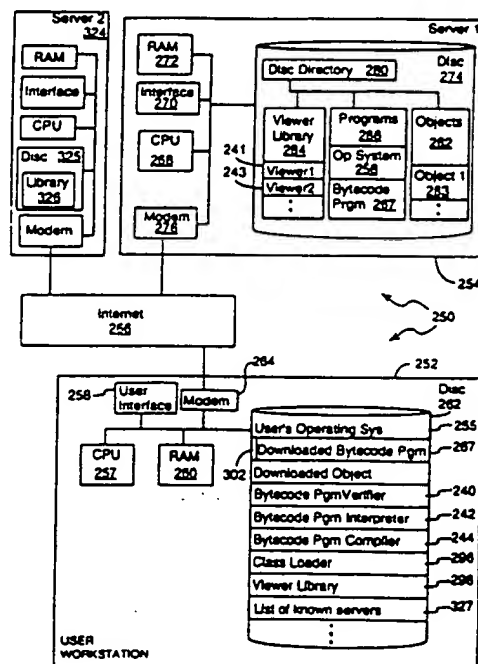 Server 2
324
RAM
Interface
CPU
Disc 325
Library
326
Modem
Server 1
RAM
272
Interface
270
CPU
268
Modem
276
Disc
274
Disc Directory 280
Viewer
Library
284
Viewer1
Viewer2
241
243
Programs
286
Op System
256
Bytecode
Prgm 267
Objects
282
Object 1
283
254
250
Internet
256
252
264
258
User
Interface
Modem
CPU
257
RAM
260
302
Disc
262
User's Operating Sys
255
Downloaded Bytecode Pgm
267
Downloaded Object
Bytecode PgmVerifier
240
Bytecode Pgm Interpreter
242
Bytecode Pgm Compiler
244
Class Loader
296
Viewer Library
298
List of known servers
327
USER
WORKSTATION